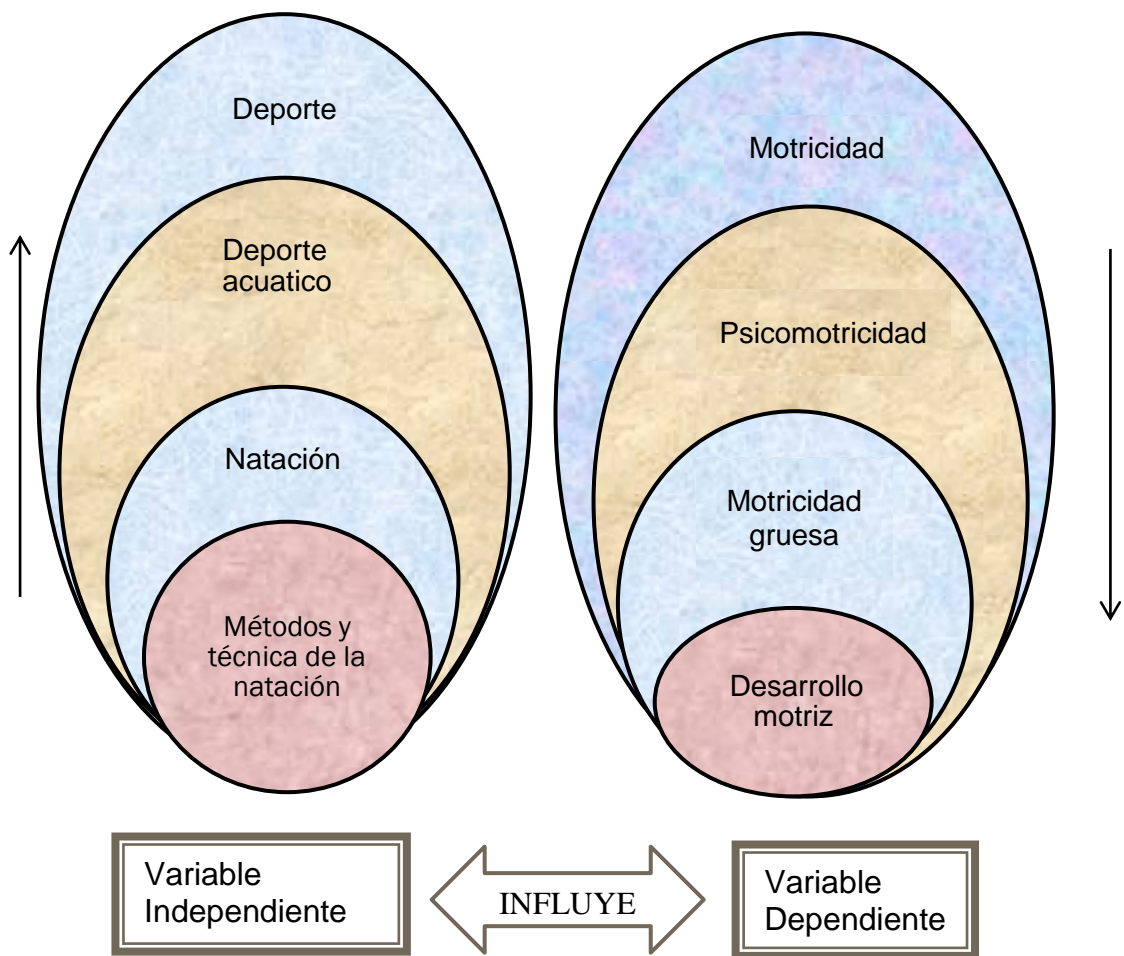 Deporte
Deporte
acuatico
Natación
Métodos y
técnica de la
natación
Motricidad
Psicomotricidad
Motricidad
gruesa
Desarrollo
motriz
Variable
Independiente
INFLUYE
Variable
Dependiente